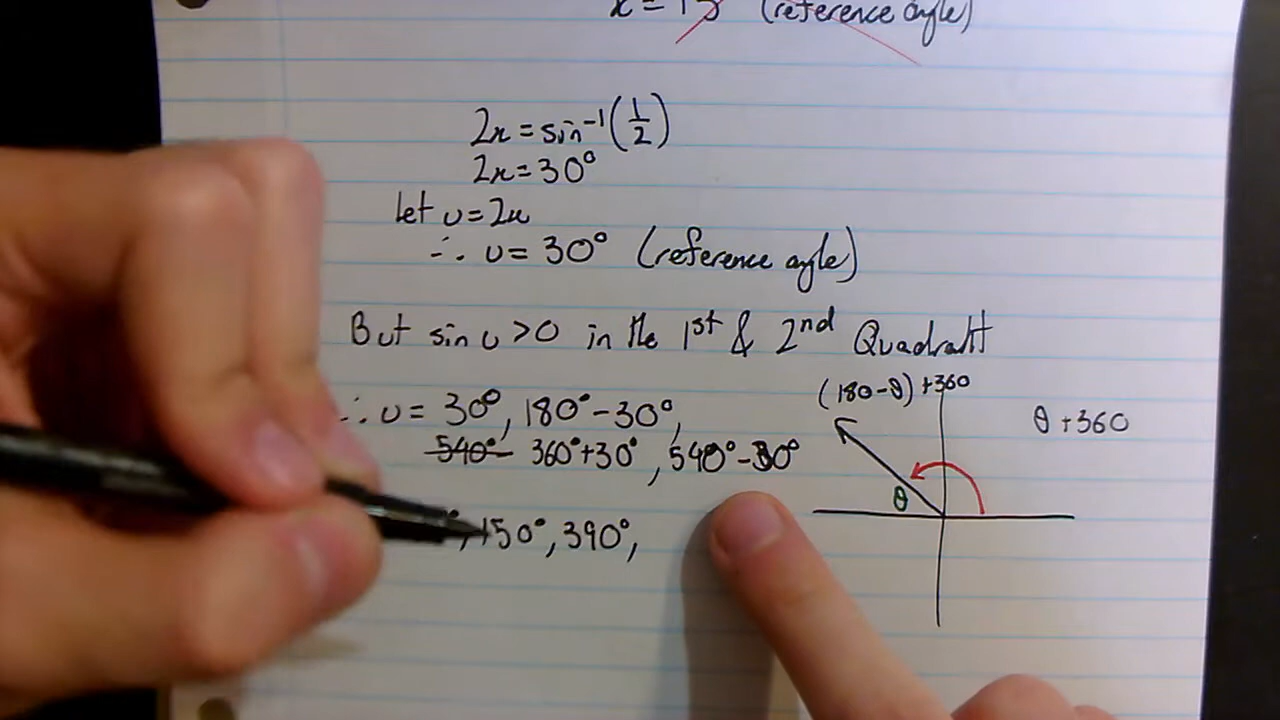 x = 15 (reference angle)
2x = sin⁻¹(1/2)
2x = 30°
let u = 2x
∴ u = 30° (reference angle)
But sin u > 0 in the 1st & 2nd Quadrant
∴ u = 30°, 180° - 30°,
540° - 360° + 30°, 540° - 30°
°, 150°, 390°,
(180 - θ) + 360
θ + 360
θ